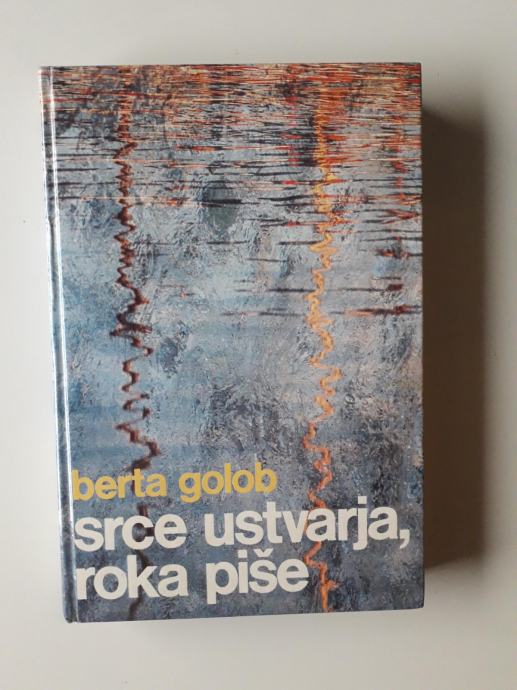 berta golob
srce ustvarja,
roka piše